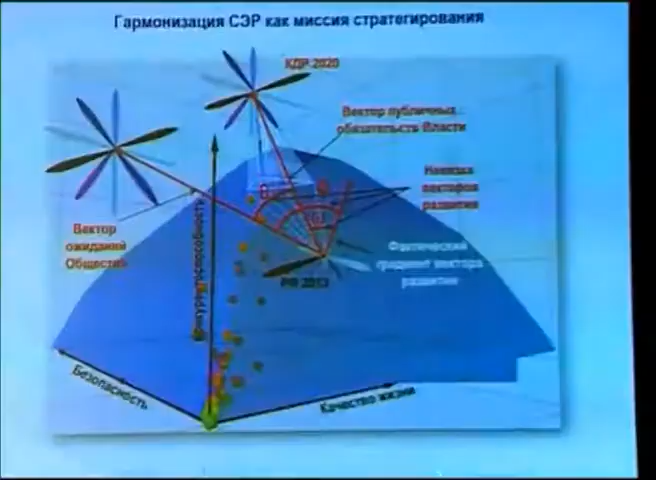 Гармонизация СЭР как миссия стратегирования
КДР-2020
Вектор публичных
обязательств Власти
Невязка
векторов
развития
Вектор
ожиданий
Общества
Фактический
градиент вектора
развития
РФ 2013
Конкурентоспособность
Безопасность
Качество жизни